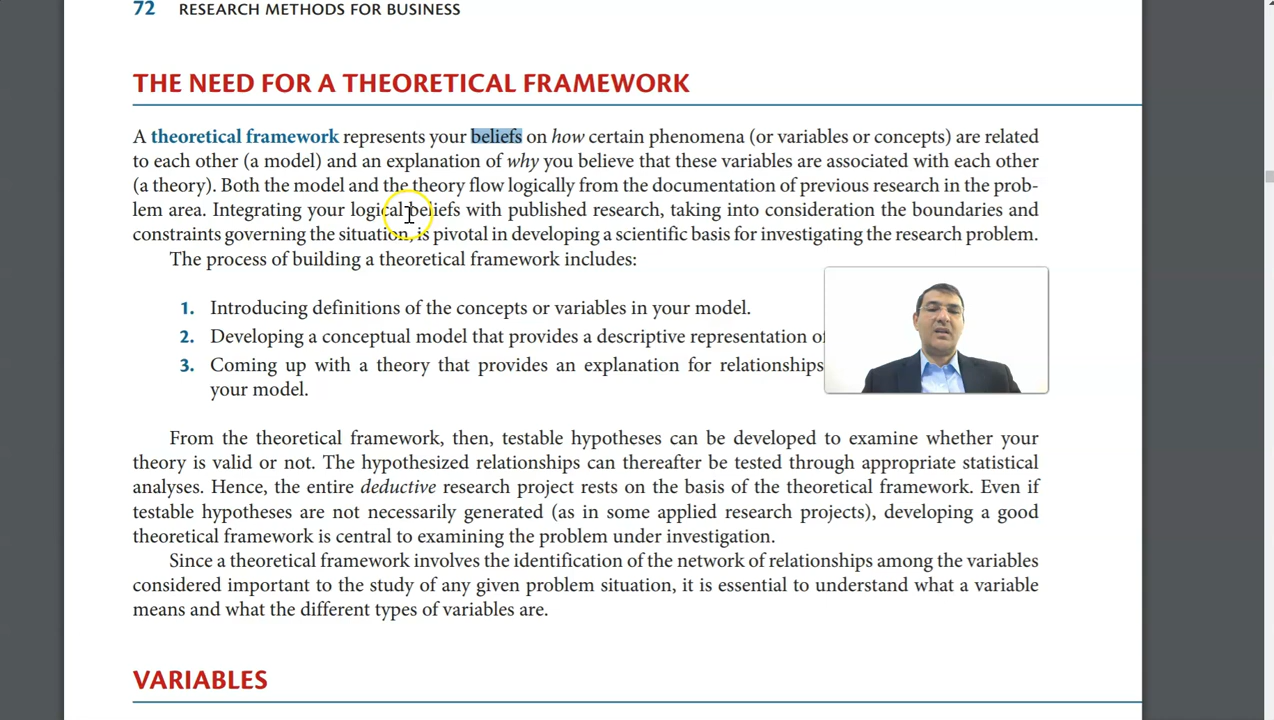 72 RESEARCH METHODS FOR BUSINESS
THE NEED FOR A THEORETICAL FRAMEWORK
A theoretical framework represents your beliefs on how certain phenomena (or variables or concepts) are related
to each other (a model) and an explanation of why you believe that these variables are associated with each other
(a theory). Both the model and the theory flow logically from the documentation of previous research in the prob-
lem area. Integrating your logical beliefs with published research, taking into consideration the boundaries and
constraints governing the situation, is pivotal in developing a scientific basis for investigating the research problem.
The process of building a theoretical framework includes:
1. Introducing definitions of the concepts or variables in your model.
2. Developing a conceptual model that provides a descriptive representation of
3. Coming up with a theory that provides an explanation for relationships
your model.
From the theoretical framework, then, testable hypotheses can be developed to examine whether your
theory is valid or not. The hypothesized relationships can thereafter be tested through appropriate statistical
analyses. Hence, the entire deductive research project rests on the basis of the theoretical framework. Even if
testable hypotheses are not necessarily generated (as in some applied research projects), developing a good
theoretical framework is central to examining the problem under investigation.
Since a theoretical framework involves the identification of the network of relationships among the variables
considered important to the study of any given problem situation, it is essential to understand what a variable
means and what the different types of variables are.
VARIABLES